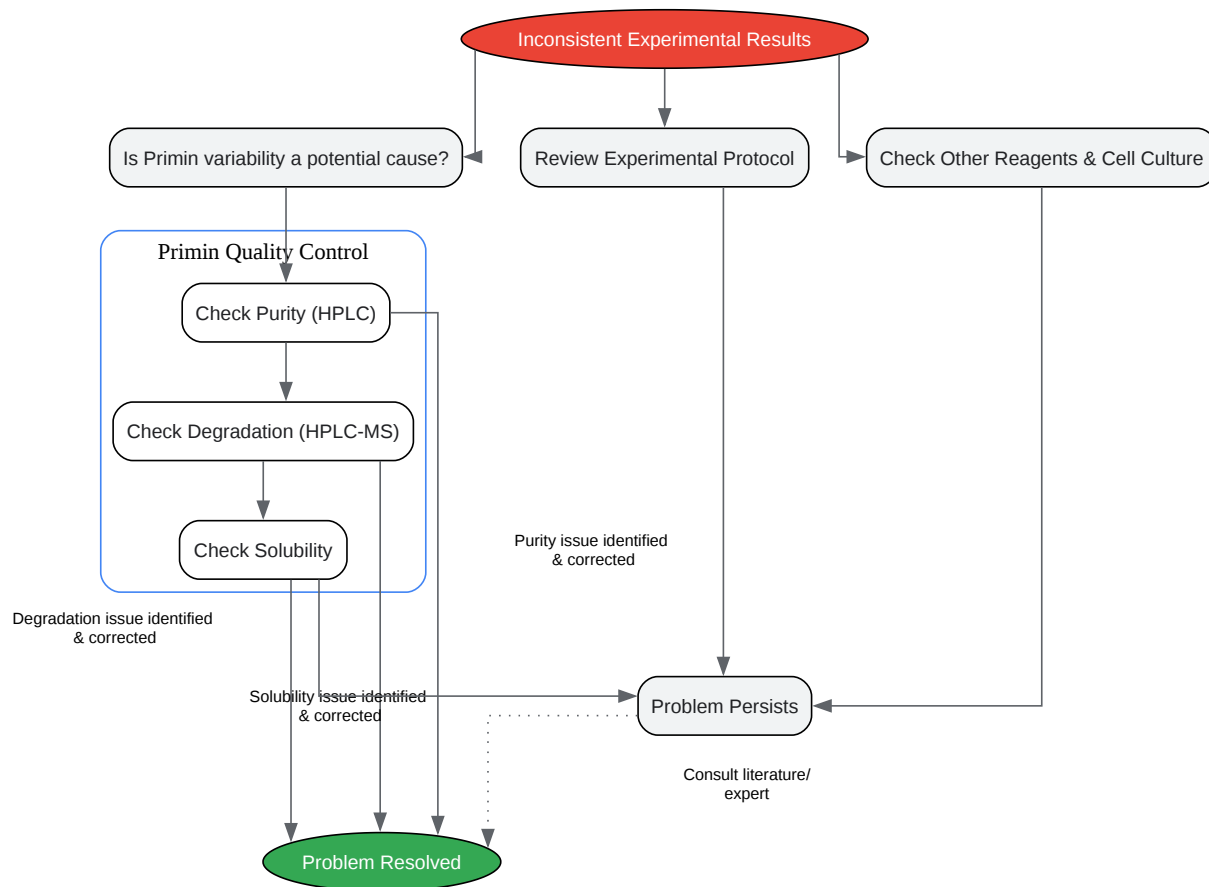 Inconsistent Experimental Results
Is Primin variability a potential cause?
Review Experimental Protocol
Check Other Reagents & Cell Culture
Primin Quality Control
Check Purity (HPLC)
Check Degradation (HPLC-MS)
Check Solubility
Purity issue identified
& corrected
Degradation issue identified
& corrected
Solubility issue identified
& corrected
Problem Persists
Consult literature/
expert
Problem Resolved